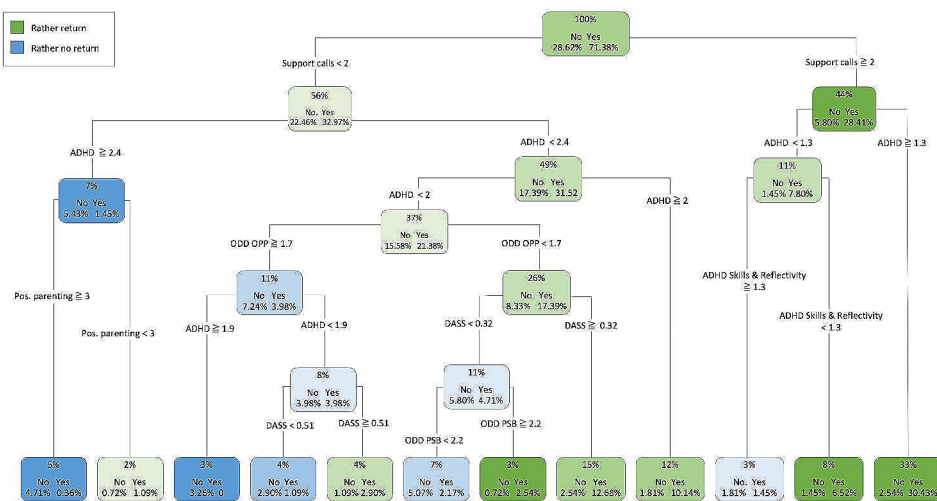 Rather return
Rather no return
100%
No Yes
28.62% 71.38%
Support calls < 2
Support calls ≧ 2
56%
No. Yes
22.46% 32.97%
44%
No Yes
5.80% 28.41%
ADHD ≧ 2.4
ADHD < 2.4
ADHD < 1.3
ADHD ≧ 1.3
7%
No Yes
5.43% 1.45%
49%
No Yes
17.39% 31.52
11%
No Yes
1.45% 7.80%
ADHD < 2
ADHD ≧ 2
37%
No Yes
15.58% 21.38%
ODD OPP ≧ 1.7
ODD OPP < 1.7
11%
No Yes
7.24% 3.98%
26%
No Yes
8.33% 17.39%
ADHD Skills & Reflectivity
≧ 1.3
ADHD Skills & Reflectivity
< 1.3
Pos. parenting ≧ 3
Pos. parenting < 3
ADHD ≧ 1.9
ADHD < 1.9
DASS < 0.32
DASS ≧ 0.32
8%
No Yes
3.98% 3.98%
11%
No Yes
5.80% 4.71%
DASS < 0.51
DASS ≧ 0.51
ODD PSB < 2.2
ODD PSB ≧ 2.2
5%
No Yes
4.71% 0.36%
2%
No Yes
0.72% 1.09%
3%
No Yes
3.26% 0
4%
No Yes
2.90% 1.09%
4%
No Yes
1.09% 2.90%
7%
No Yes
5.07% 2.17%
3%
No Yes
0.72% 2.54%
15%
No Yes
2.54% 12.68%
12%
No Yes
1.81% 10.14%
3%
No Yes
1.81% 1.45%
8%
No Yes
1.45% 6.52%
33%
No Yes
2.54% 30.43%